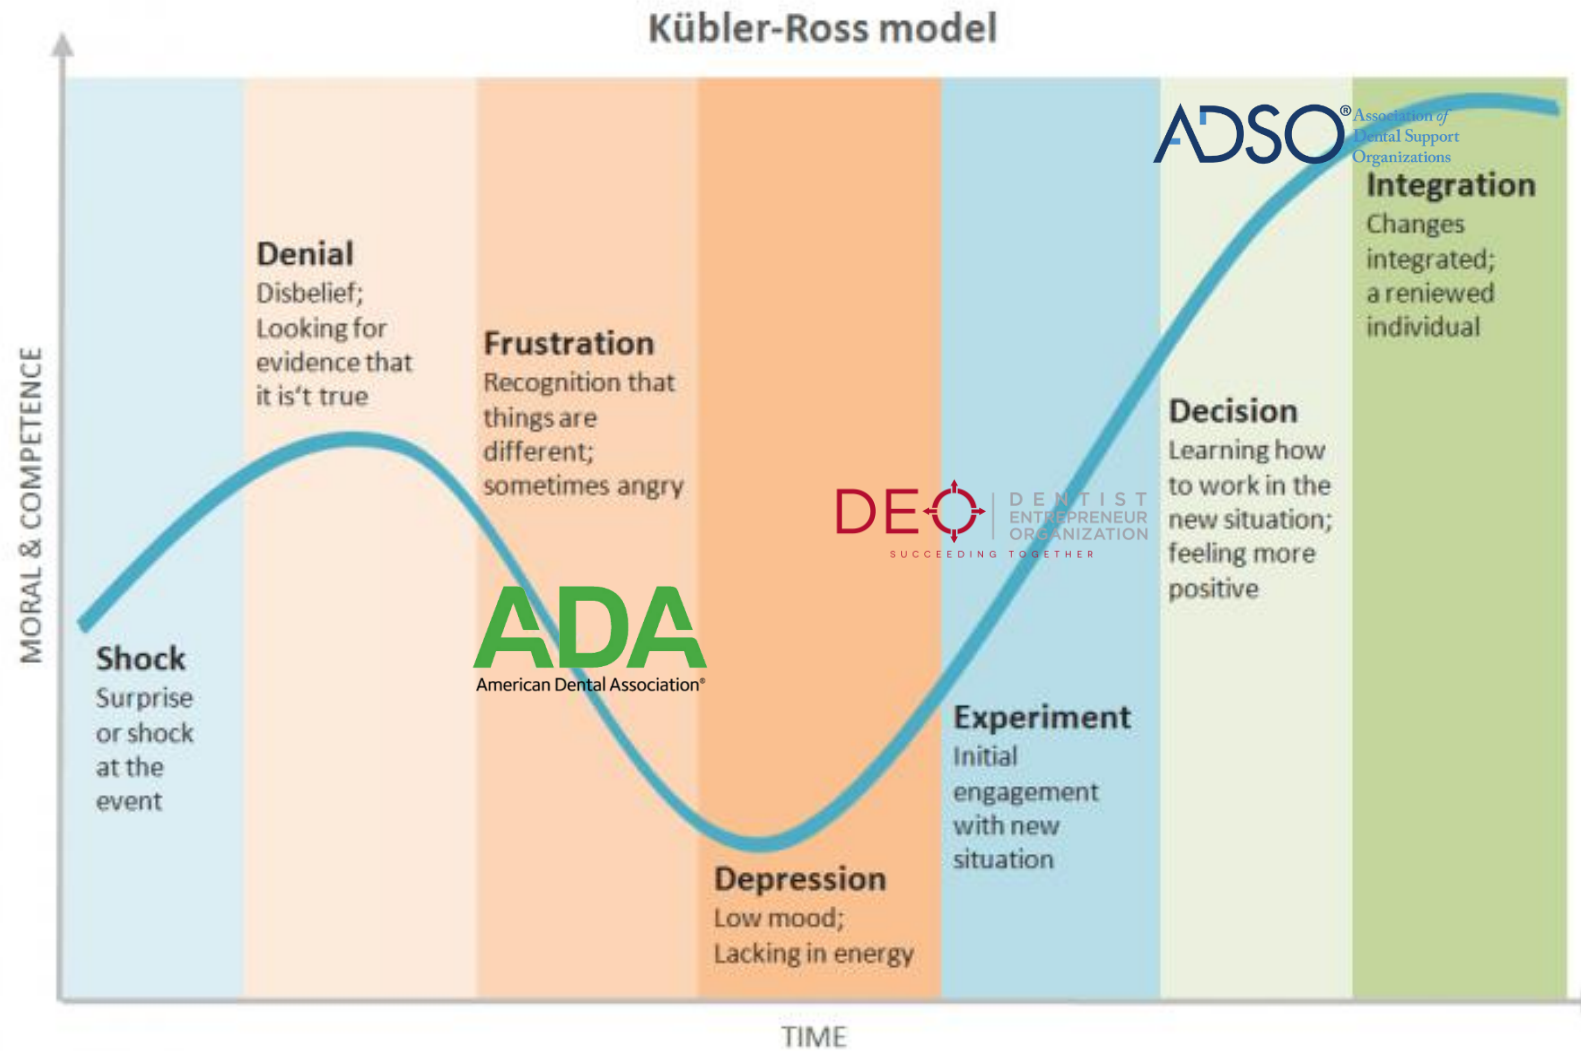 Kübler-Ross model
MORAL & COMPETENCE
Shock
Surprise
or shock
at the
event
Denial
Disbelief;
Looking for
evidence that
it is't true
Frustration
Recognition that
things are
different;
sometimes angry
ADA
American Dental Association®
Depression
Low mood;
Lacking in energy
DEO
DENTIST
ENTREPRENEUR
ORGANIZATION
SUCCEEDING TOGETHER
Experiment
Initial
engagement
with new
situation
Decision
Learning how
to work in the
new situation;
feeling more
positive
ADSO®
Association of
Dental Support
Organizations
Integration
Changes
integrated;
a reniewed
individual
TIME